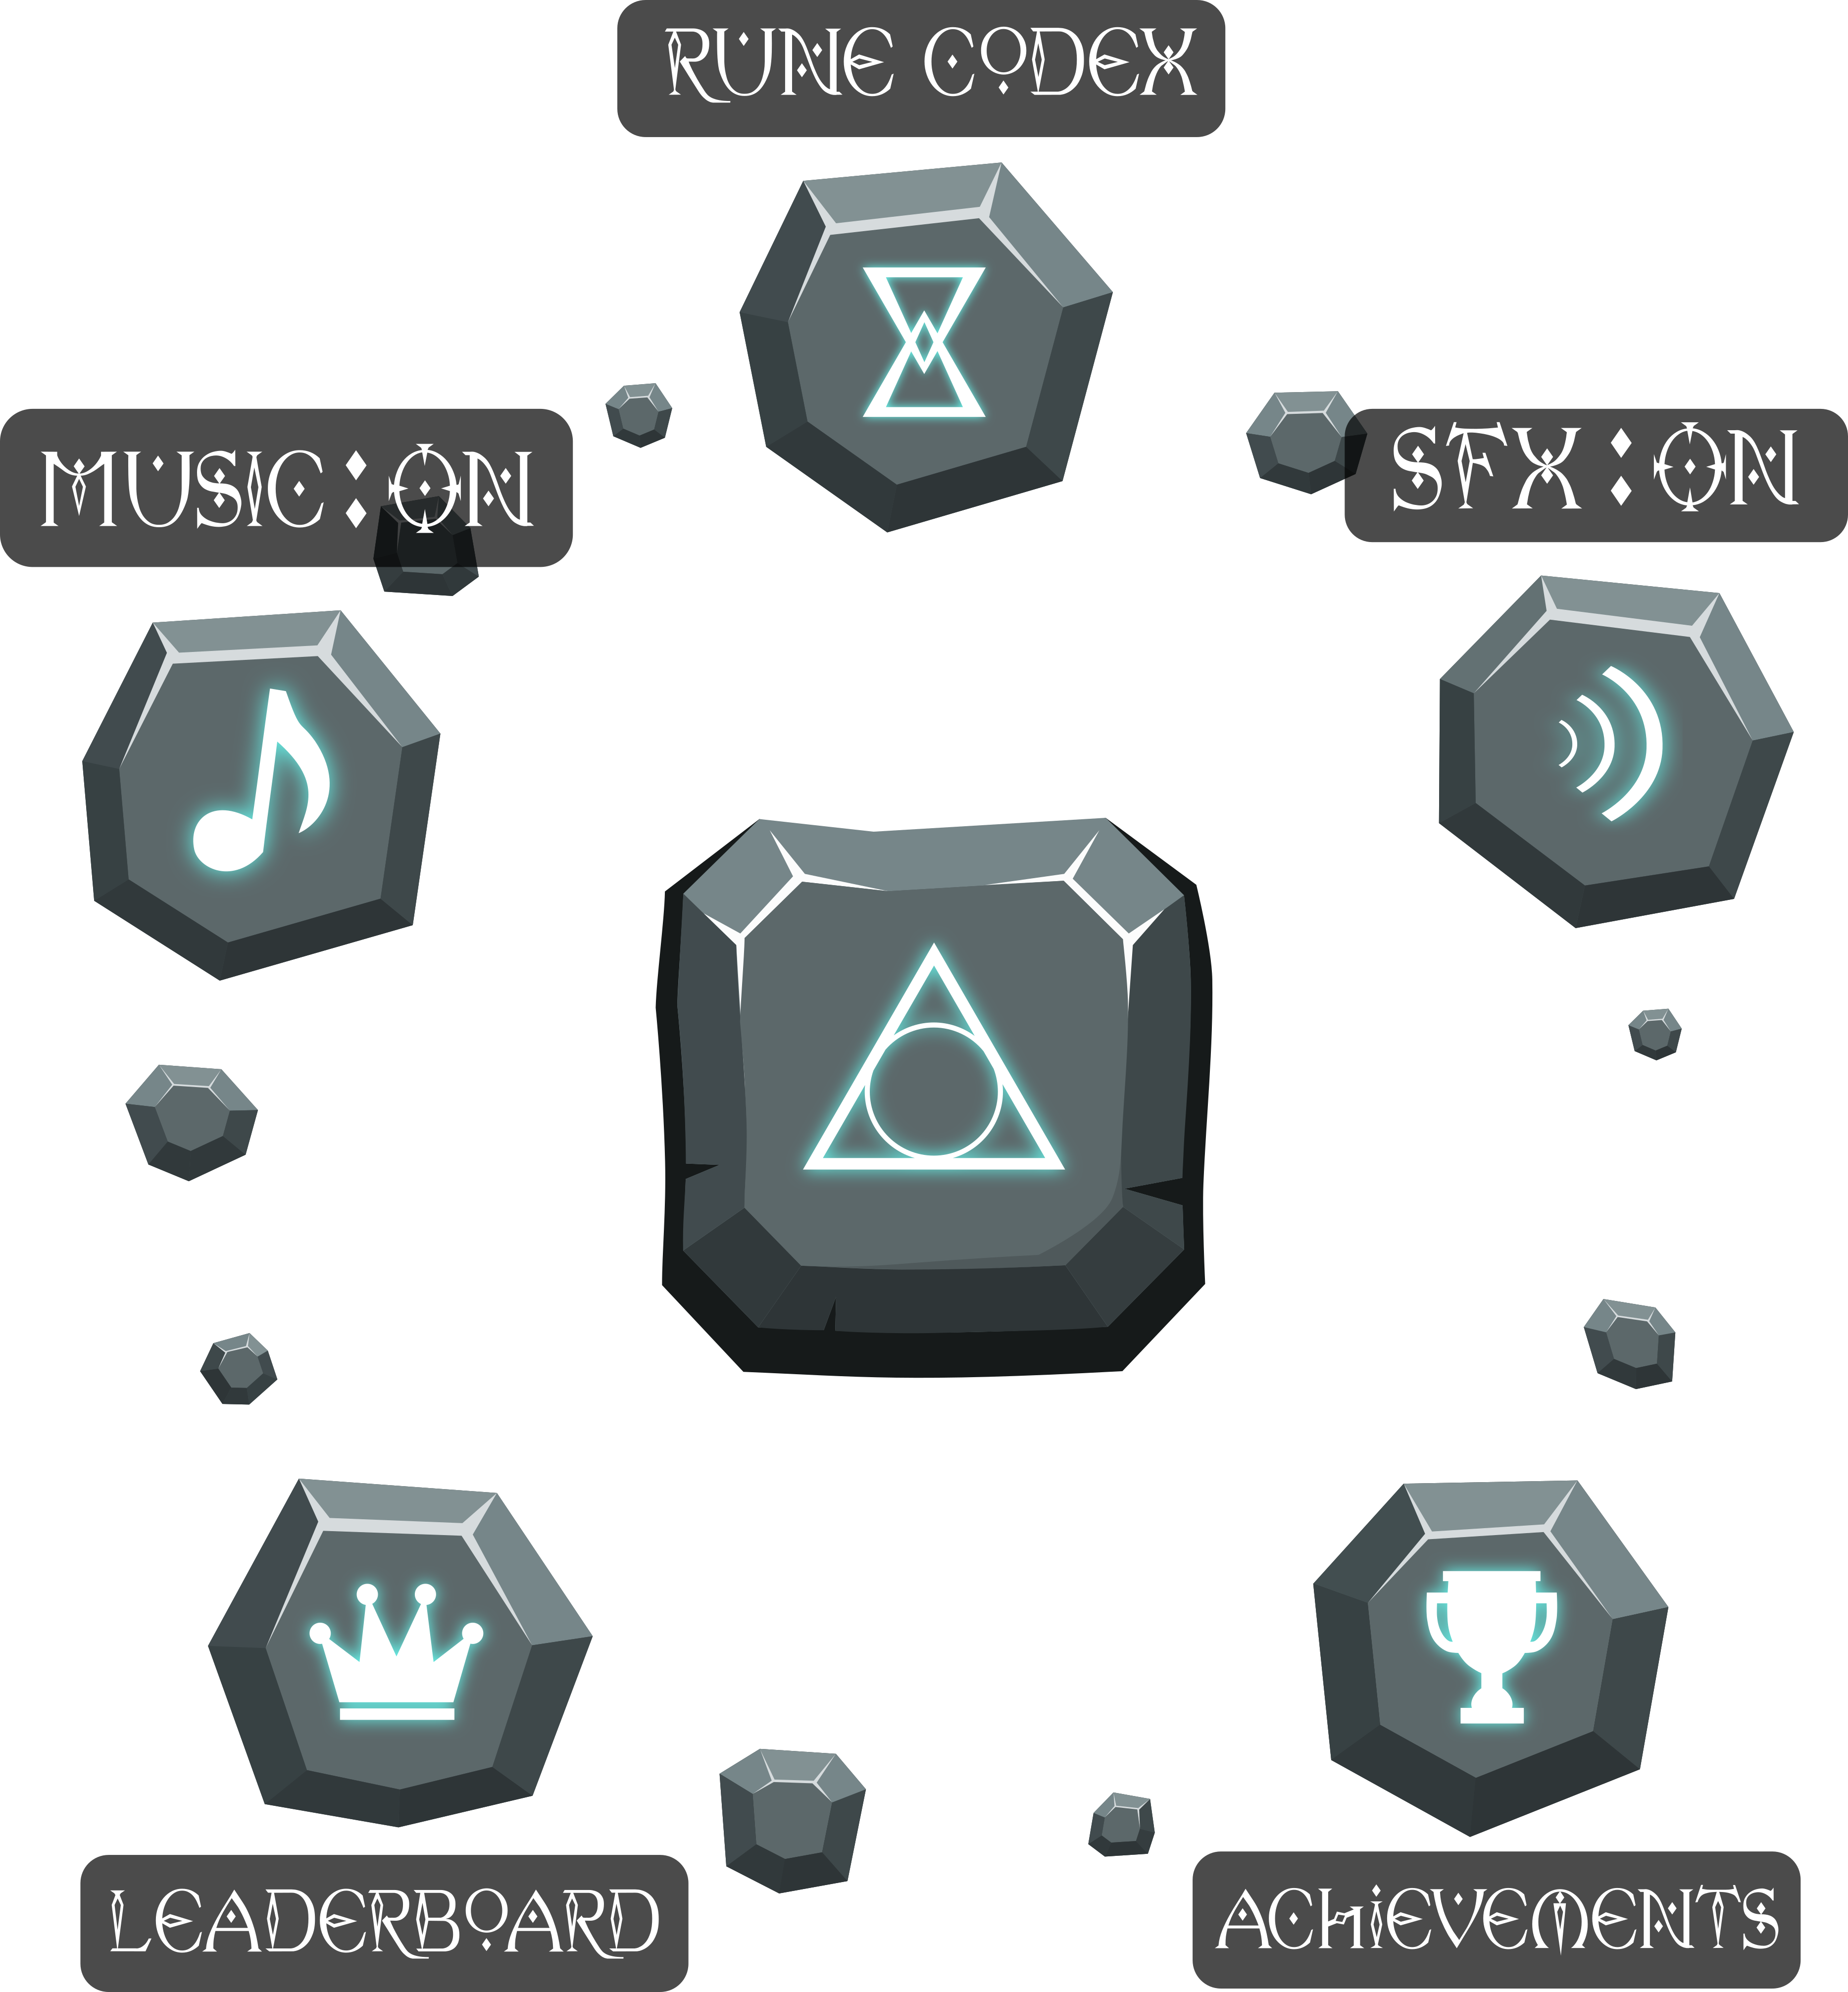 RUNE CODEX
MUSIC:ON
SFX:ON
LEADERBOARD
ACHIEVEMENTS